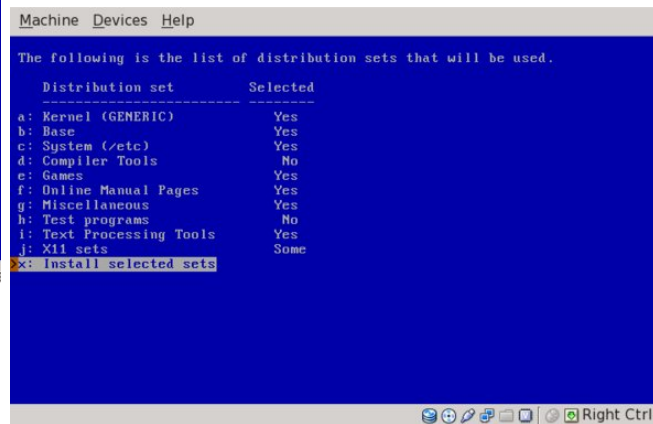 Machine Devices Help
The following is the list of distribution sets that will be used.
Distribution set Selected
------------------------ --------
a: Kernel (GENERIC) Yes
b: Base Yes
c: System (/etc) Yes
d: Compiler Tools No
e: Games Yes
f: Online Manual Pages Yes
g: Miscellaneous Yes
h: Test programs No
i: Text Processing Tools Yes
j: X11 sets Some
>x: Install selected sets
Right Ctrl